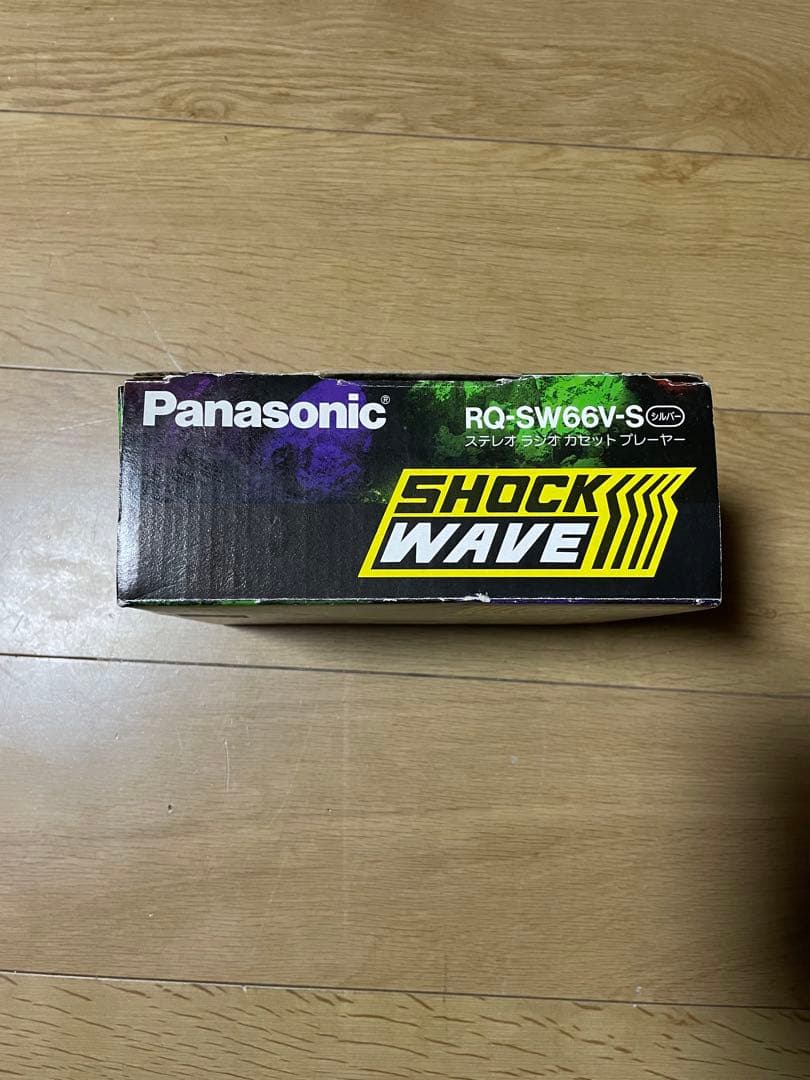 Panasonic®
RQ-SW66V-S シルバー
ステレオ ラジオ カセット プレーヤー
SHOCK
WAVE